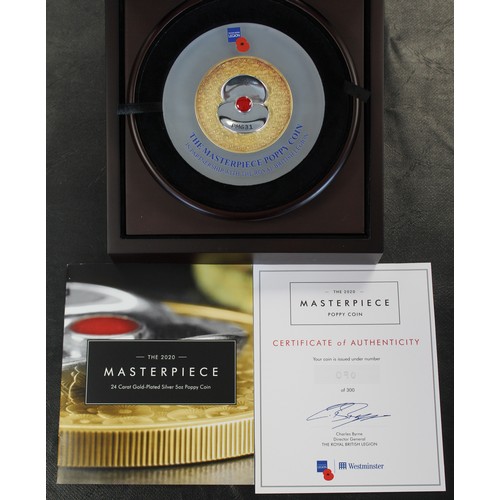 THE MASTERPIECE POPPY COIN
— THE 2020 —
MASTERPIECE
24 Carat Gold-Plated Silver 5oz Poppy Coin
— THE 2020 —
MASTERPIECE
POPPY COIN
CERTIFICATE of AUTHENTICITY
Your coin is issued under number
090
of 300
Charles Byrne
Director General
THE ROYAL BRITISH LEGION
Westminster